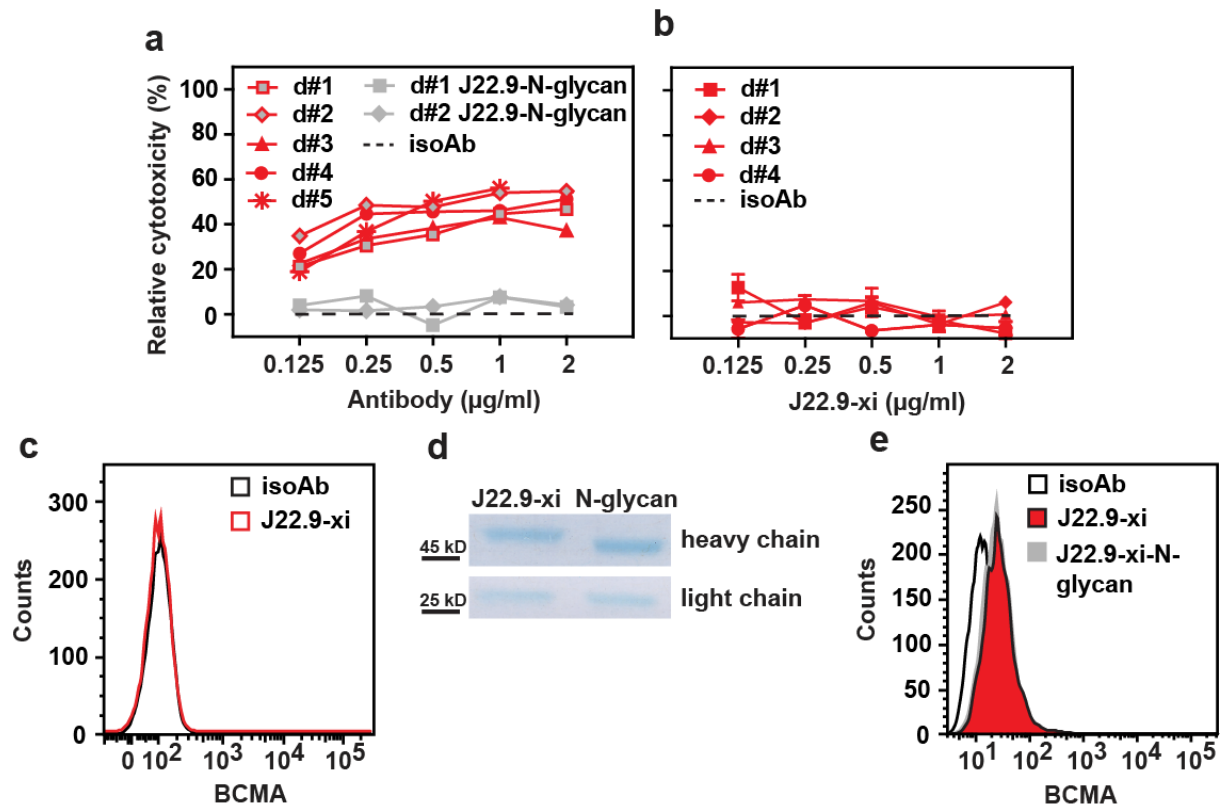 a
Relative cytotoxicity (%)
100
80
60
40
20
0
d#1
d#2
d#3
d#4
d#5
d#1 J22.9-N-glycan
d#2 J22.9-N-glycan
isoAb
0.125 0.25 0.5 1 2
Antibody (µg/ml)
b
d#1
d#2
d#3
d#4
isoAb
0.125 0.25 0.5 1 2
J22.9-xi (µg/ml)
c
Counts
300
200
100
0
isoAb
J22.9-xi
0 10² 10³ 10⁴ 10⁵
BCMA
d
J22.9-xi N-glycan
45 kD
heavy chain
25 kD
light chain
e
Counts
250
200
150
100
50
0
isoAb
J22.9-xi
J22.9-xi-N-
glycan
10¹ 10² 10³ 10⁴ 10⁵
BCMA